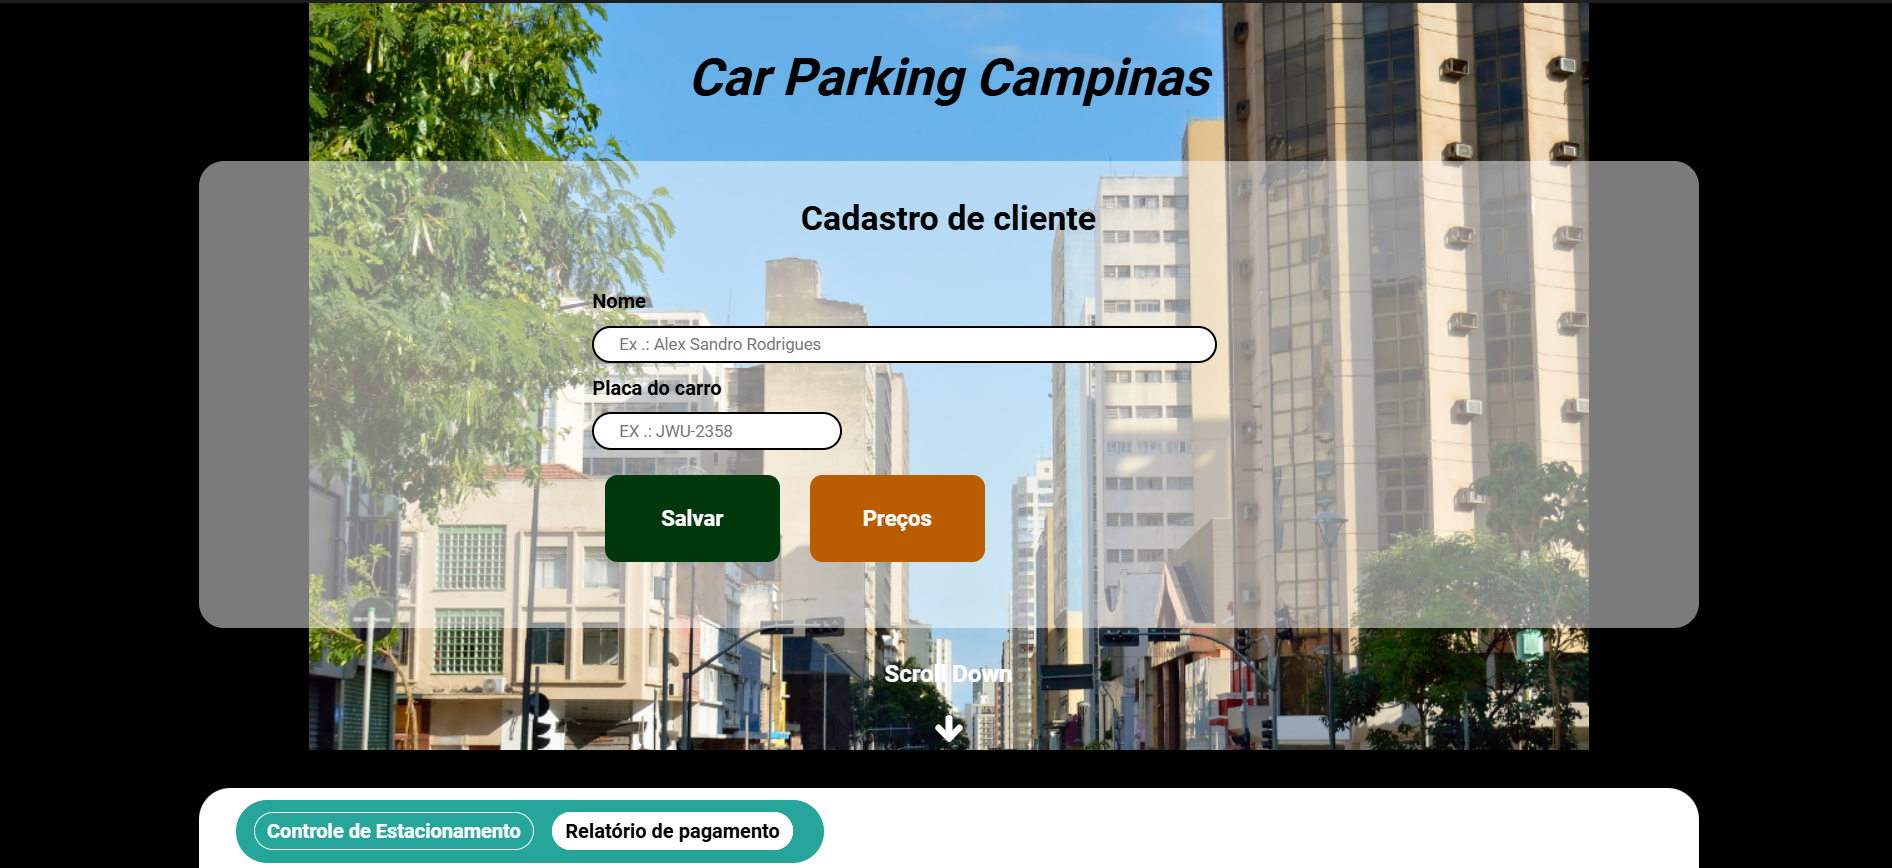 Car Parking Campinas
Cadastro de cliente
Nome
Ex .: Alex Sandro Rodrigues
Placa do carro
EX .: JWU-2358
Salvar
Preços
Scroll Down
Controle de Estacionamento
Relatório de pagamento